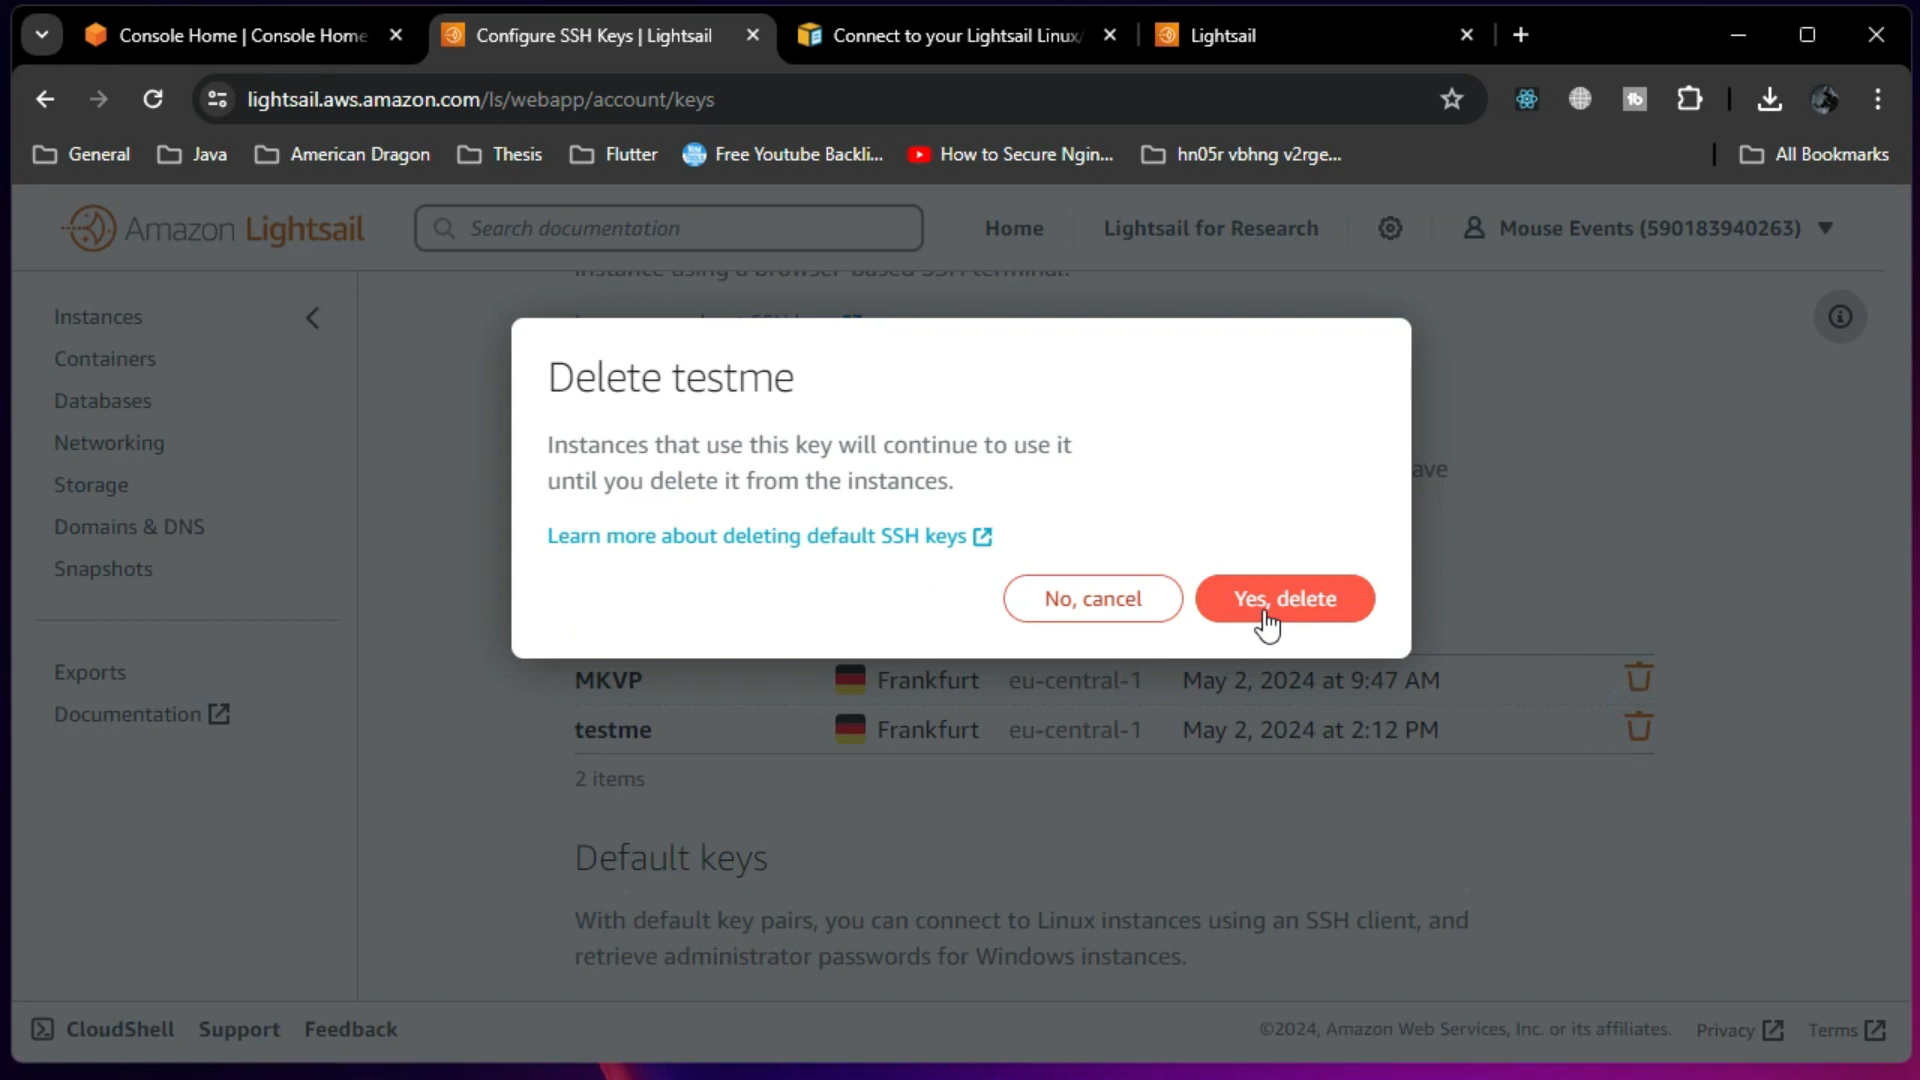 Console Home | Console Home
Configure SSH Keys | Lightsail
Connect to your Lightsail Linux/
Lightsail
lightsail.aws.amazon.com/ls/webapp/account/keys
General
Java
American Dragon
Thesis
Flutter
Free Youtube Backli...
How to Secure Ngin...
hn05r vbhng v2rge...
All Bookmarks
Amazon Lightsail
Search documentation
Home
Lightsail for Research
Mouse Events (590183940263)
instance using a browser-based SSH terminal.
Instances
Containers
Databases
Networking
Storage
Domains & DNS
Snapshots
Exports
Documentation
Delete testme
Instances that use this key will continue to use it
until you delete it from the instances.
Learn more about deleting default SSH keys
No, cancel
Yes, delete
MKVP Frankfurt eu-central-1 May 2, 2024 at 9:47 AM
testme Frankfurt eu-central-1 May 2, 2024 at 2:12 PM
2 items
Default keys
With default key pairs, you can connect to Linux instances using an SSH client, and
retrieve administrator passwords for Windows instances.
CloudShell
Support
Feedback
©2024, Amazon Web Services, Inc. or its affiliates.
Privacy
Terms